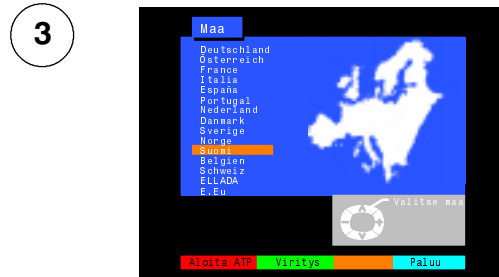 3
Maa
Deutschland
Österreich
France
Italia
España
Portugal
Nederland
Danmark
Sverige
Norge
Suomi
Belgien
Schweiz
ELLADA
E.Eu
Valitse maa
Aloita ATP Viritys Paluu